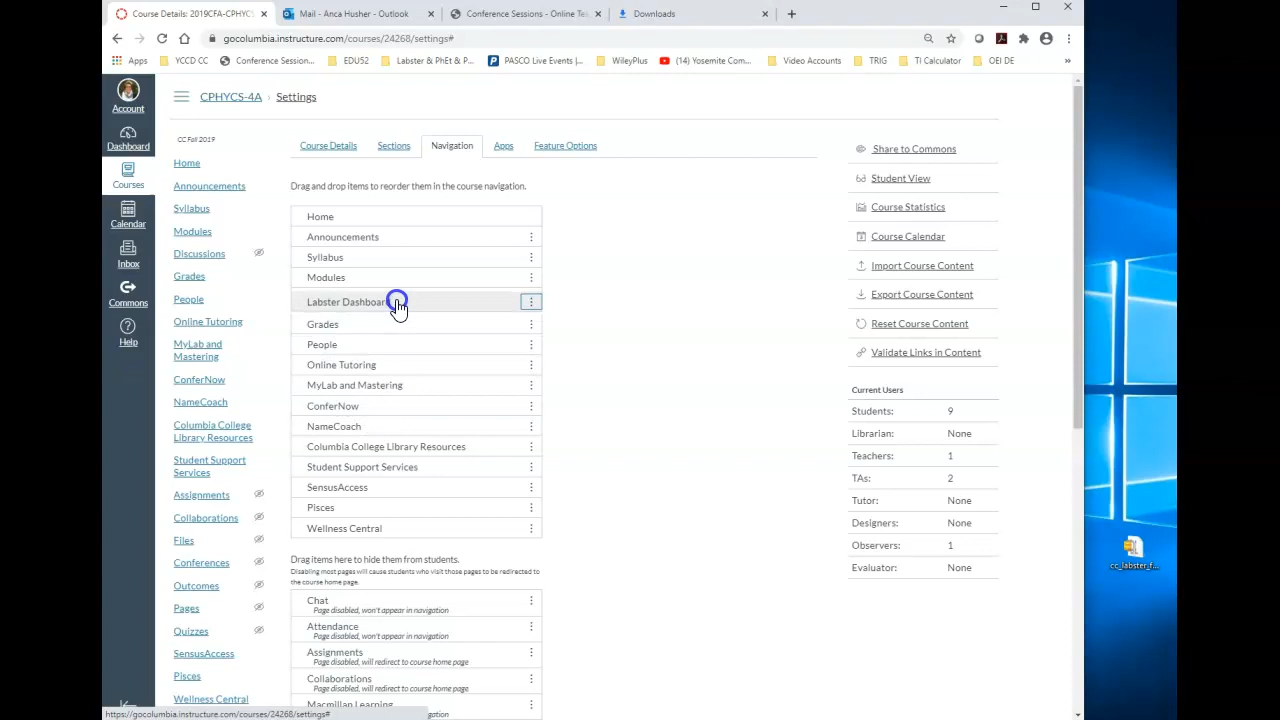 Course Details: 2019CFA-CPHYC
Mail - Anca Husher - Outlook
Conference Sessions - Online Te
Downloads
gocolumbia.instructure.com/courses/24268/settings#
Apps
YCCD CC
Conference Session...
EDU52
Labster & PhEt & P...
PASCO Live Events |...
WileyPlus
(14) Yosemite Com...
Video Accounts
TRIG
TI Calculator
OEI DE
»
Account
Dashboard
Courses
Calendar
Inbox
Commons
Help
CPHYCS-4A › Settings
CC Fall 2019
Home
Announcements
Syllabus
Modules
Discussions
Grades
People
Online Tutoring
MyLab and
Mastering
ConferNow
NameCoach
Columbia College
Library Resources
Student Support
Services
Assignments
Collaborations
Files
Conferences
Outcomes
Pages
Quizzes
SensusAccess
Pisces
Wellness Central
Course Details
Sections
Navigation
Apps
Feature Options
Drag and drop items to reorder them in the course navigation.
Home
Announcements
Syllabus
Modules
Labster Dashboar
Grades
People
Online Tutoring
MyLab and Mastering
ConferNow
NameCoach
Columbia College Library Resources
Student Support Services
SensusAccess
Pisces
Wellness Central
Drag items here to hide them from students.
Disabling most pages will cause students who visit those pages to be redirected to
the course home page.
Chat
Page disabled, won't appear in navigation
Attendance
Page disabled, won't appear in navigation
Assignments
Page disabled, will redirect to course home page
Collaborations
Page disabled, will redirect to course home page
Macmillan Learning
igation
Share to Commons
Student View
Course Statistics
Course Calendar
Import Course Content
Export Course Content
Reset Course Content
Validate Links in Content
Current Users
Students: 9
Librarian: None
Teachers: 1
TAs: 2
Tutor: None
Designers: None
Observers: 1
Evaluator: None
cc_labster_f...
https://gocolumbia.instructure.com/courses/24268/settings#